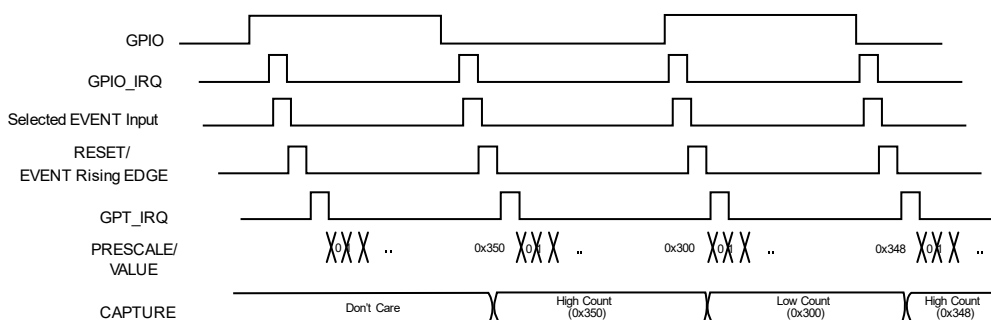 GPIO
GPIO_IRQ
Selected EVENT Input
RESET/
EVENT Rising EDGE
GPT_IRQ
PRESCALE/
VALUE
0 1 ..
0x350 0 1 ..
0x300 0 1 ..
0x348 0 1 ..
CAPTURE
Don't Care
High Count
(0x350)
Low Count
(0x300)
High Count
(0x348)